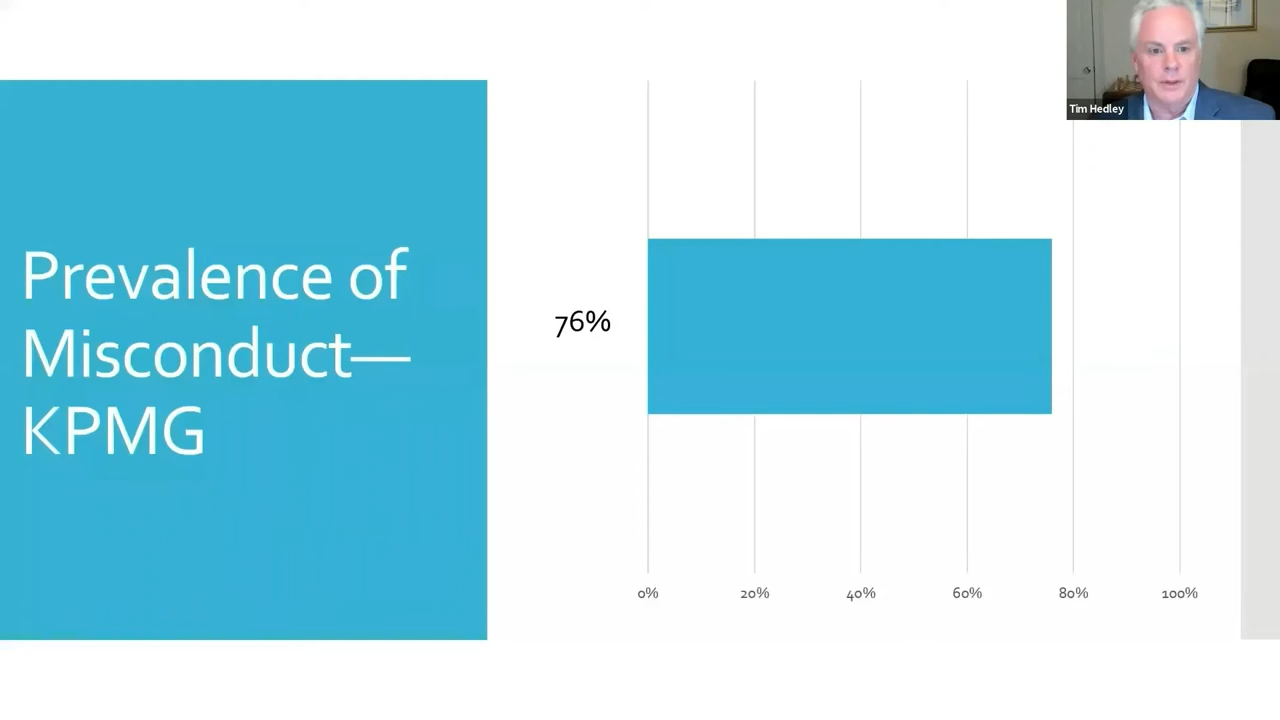 Tim Hedley
Prevalence of
Misconduct—
KPMG
76%
0%
20%
40%
60%
80%
100%